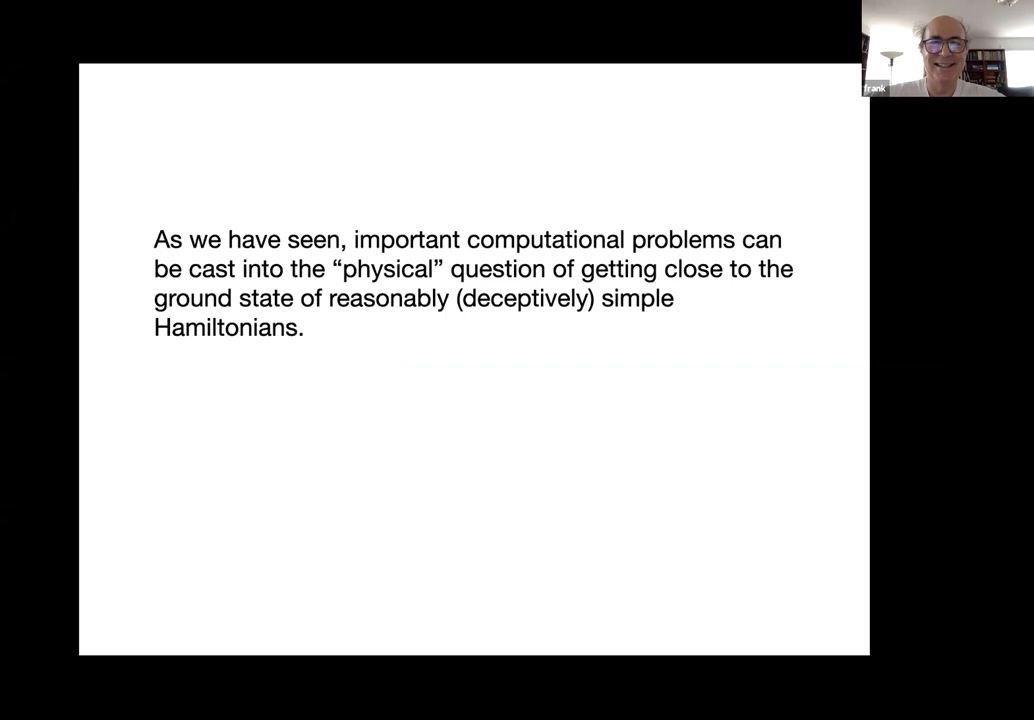 frank
As we have seen, important computational problems can
be cast into the “physical” question of getting close to the
ground state of reasonably (deceptively) simple
Hamiltonians.